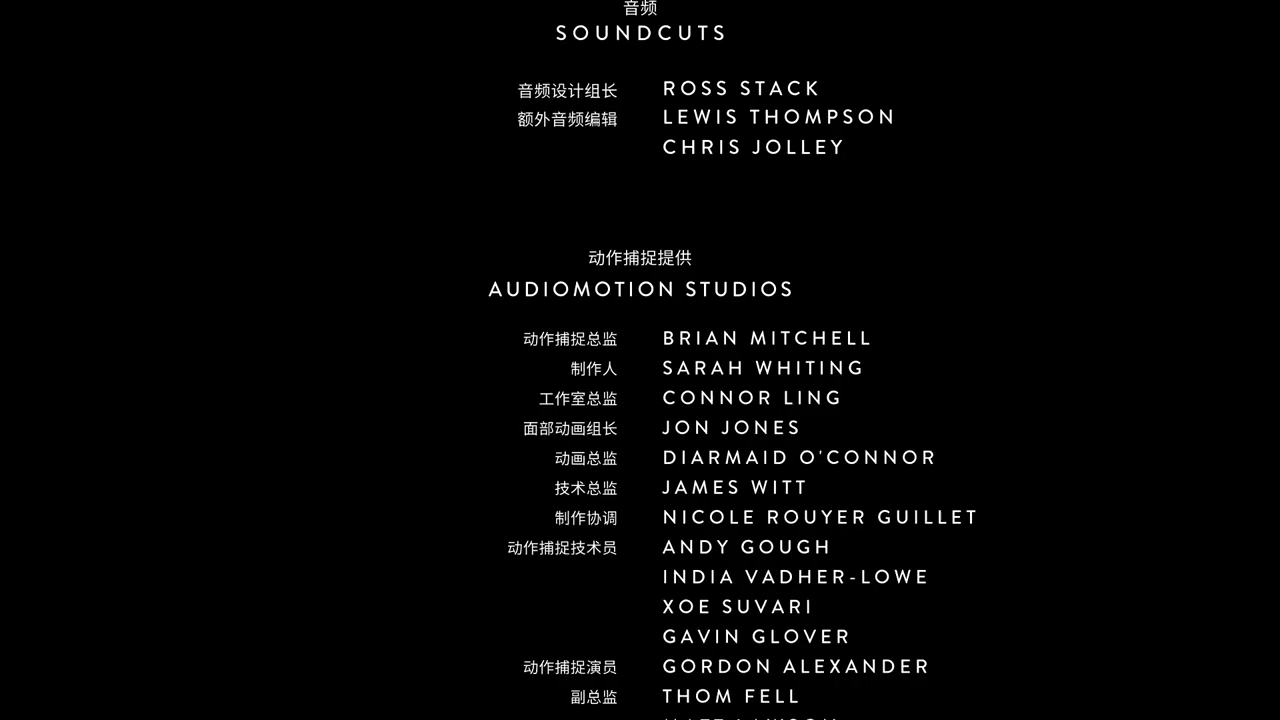 音频
SOUNDCUTS
音频设计组长 ROSS STACK
额外音频编辑 LEWIS THOMPSON
CHRIS JOLLEY
动作捕捉提供
AUDIOMOTION STUDIOS
动作捕捉总监 BRIAN MITCHELL
制作人 SARAH WHITING
工作室总监 CONNOR LING
面部动画组长 JON JONES
动画总监 DIARMAID O'CONNOR
技术总监 JAMES WITT
制作协调 NICOLE ROUYER GUILLET
动作捕捉技术员 ANDY GOUGH
INDIA VADHER-LOWE
XOE SUVARI
GAVIN GLOVER
动作捕捉演员 GORDON ALEXANDER
副总监 THOM FELL